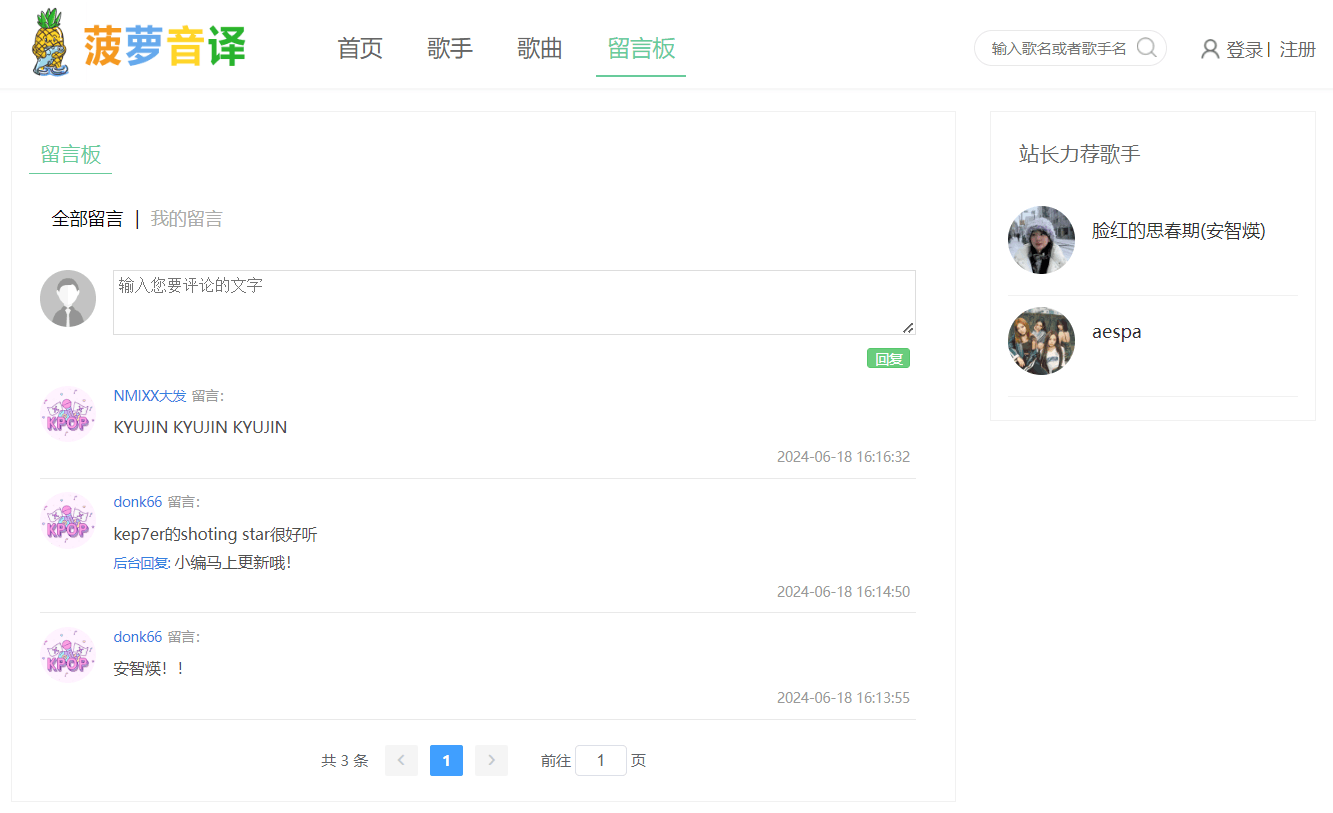 菠萝音译
首页 歌手 歌曲 留言板
输入歌名或者歌手名
登录 | 注册
留言板
全部留言 | 我的留言
输入您要评论的文字
回复
KPOP
NMIXX大发 留言:
KYUJIN KYUJIN KYUJIN
2024-06-18 16:16:32
KPOP
donk66 留言:
kep7er的shoting star很好听
后台回复: 小编马上更新哦!
2024-06-18 16:14:50
KPOP
donk66 留言:
安智煐！！
2024-06-18 16:13:55
共 3 条 < 1 > 前往 1 页
站长力荐歌手
脸红的思春期(安智煐)
aespa